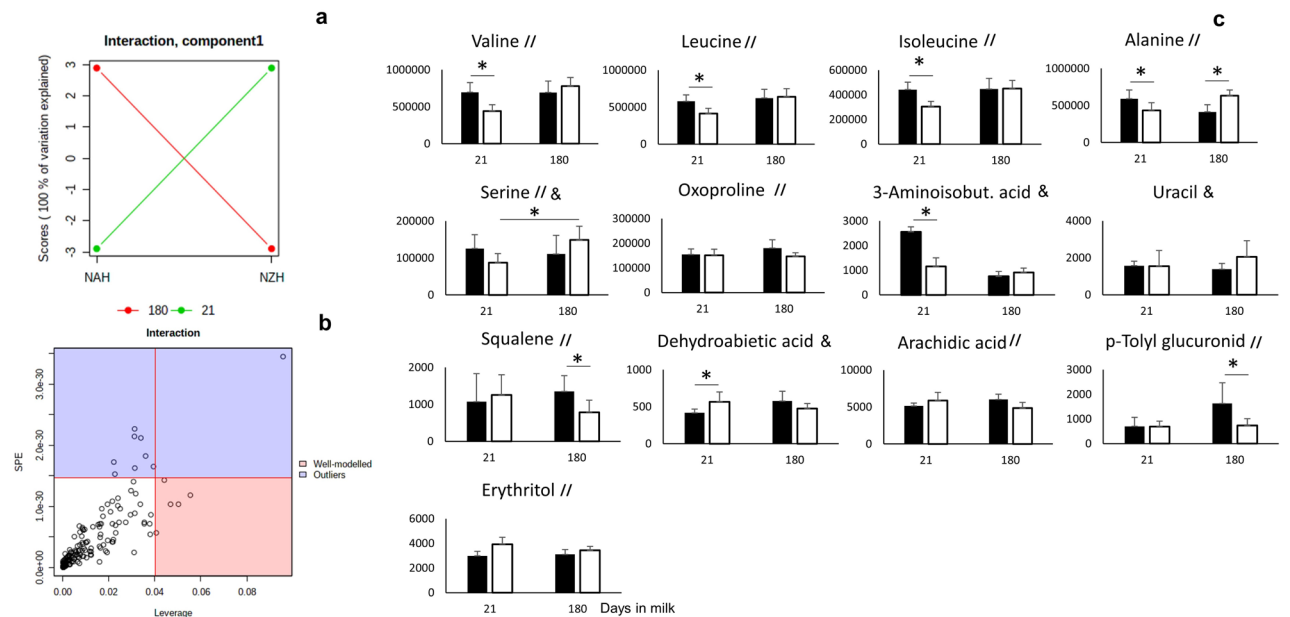 a
Interaction, component1
Scores ( 100 % of variation explained)
3
2
1
0
-1
-2
-3
NAH NZH
180 21
b
Interaction
SPE
3.0e-30
2.0e-30
1.0e-30
0.0e+00
0.00 0.02 0.04 0.06 0.08
Leverage
Well-modelled
Outliers
c
Valine //
1000000
500000
0
*
21 180
Leucine //
1000000
500000
0
*
21 180
Isoleucine //
600000
400000
200000
0
*
21 180
Alanine //
1000000
500000
0
* *
21 180
Serine // &
200000
100000
0
*
21 180
Oxoproline //
300000
200000
100000
0
21 180
3-Aminoisobut. acid &
3000
2000
1000
0
*
21 180
Uracil &
4000
2000
0
21 180
Squalene //
2000
1000
0
*
21 180
Dehydroabietic acid &
1000
500
0
*
21 180
Arachidic acid //
10000
5000
0
21 180
p-Tolyl glucuronid //
3000
2000
1000
0
*
21 180
Erythritol //
6000
4000
2000
0
21 180 Days in milk